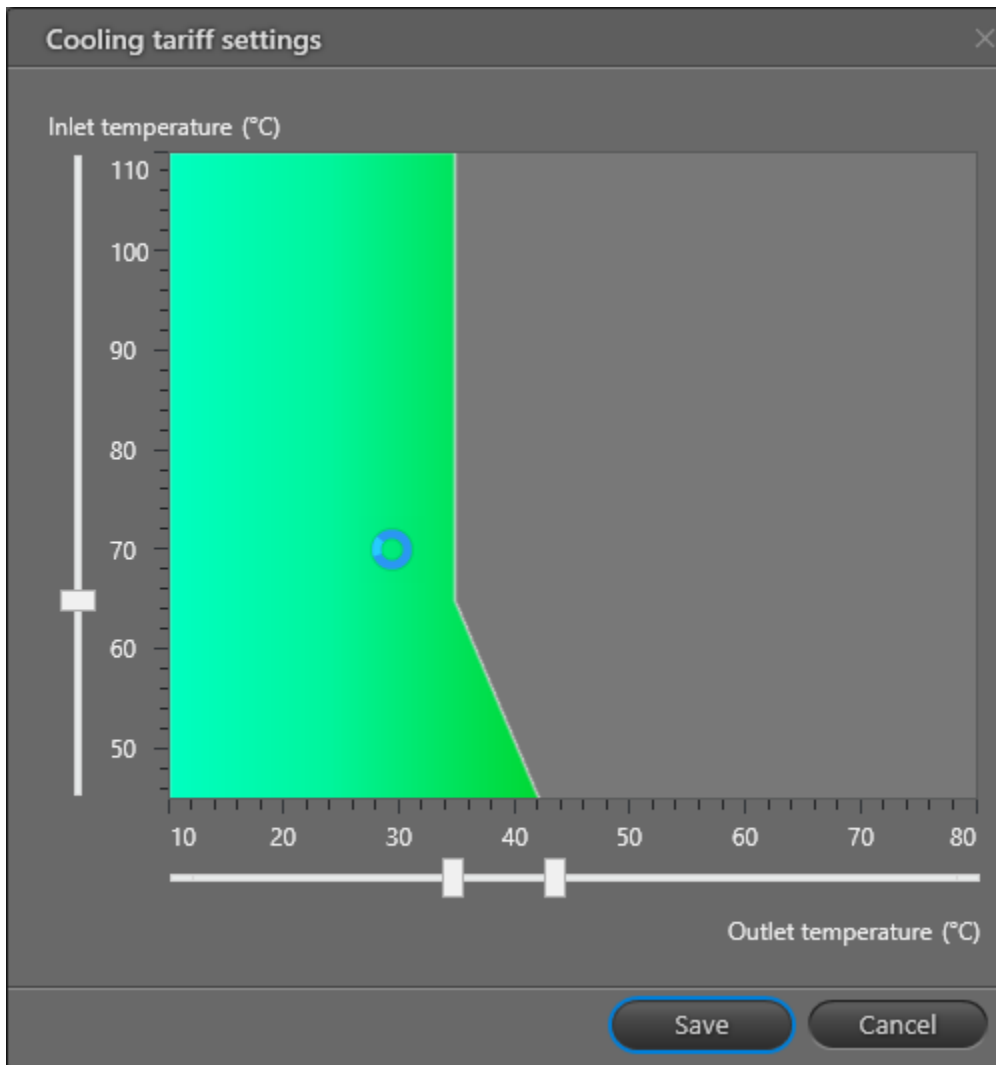 Cooling tariff settings
Inlet temperature (°C)
110
100
90
80
70
60
50
10 20 30 40 50 60 70 80
Outlet temperature (°C)
Save Cancel